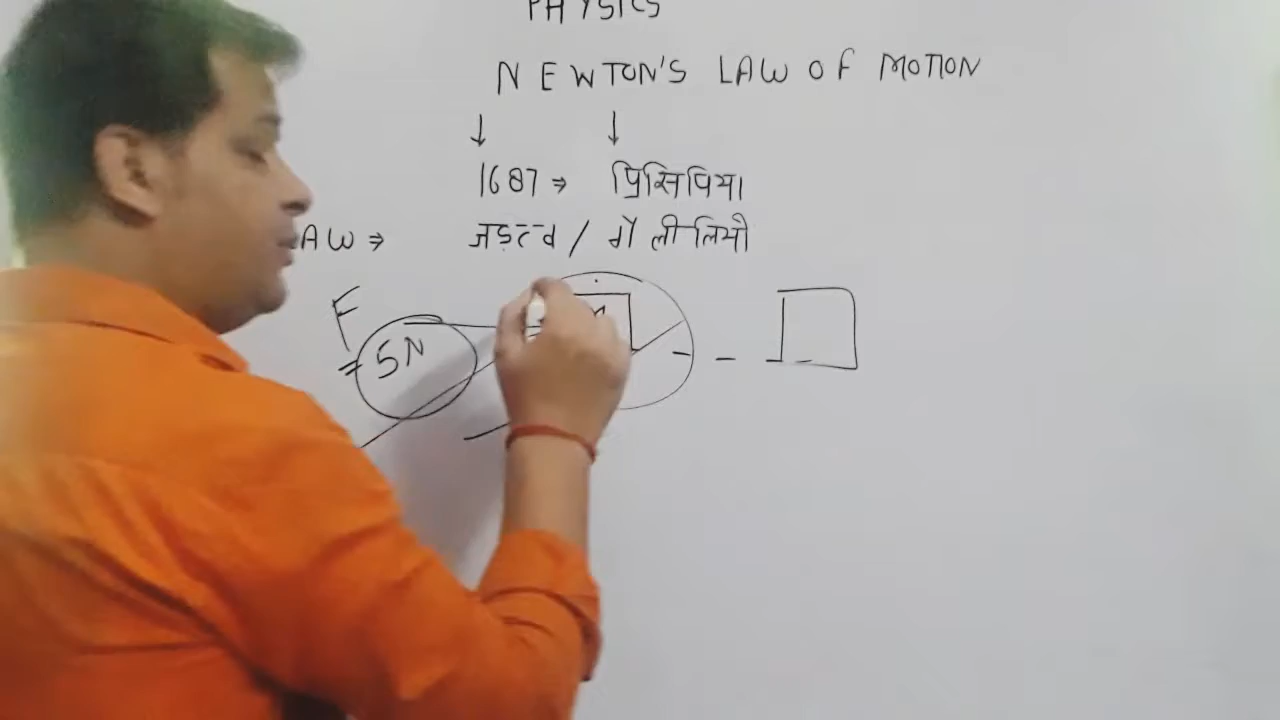 PHYSICS
NEWTON'S LAW OF MOTION
↓ ↓
1687 ⇒ प्रिंसिपिया
AW ⇒ जड़त्व / गैलीलियो
F
= 5N